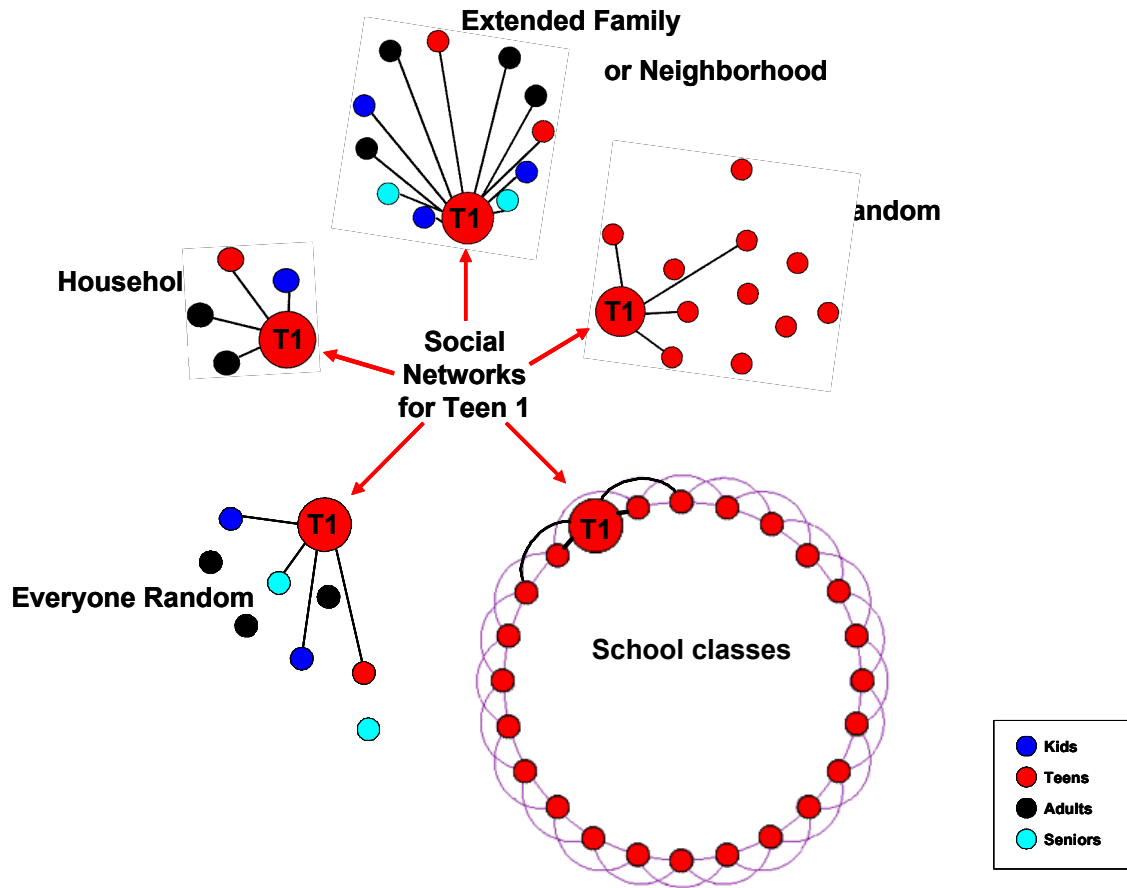 Extended Family
or Neighborhood
andom
Househol
T1
T1
T1
Social
Networks
for Teen 1
T1
T1
Everyone Random
School classes
Kids
Teens
Adults
Seniors